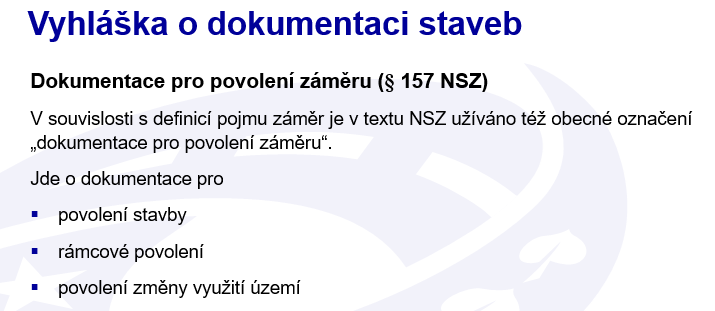 Vyhláška o dokumentaci staveb
Dokumentace pro povolení záměru (§ 157 NSZ)
V souvislosti s definicí pojmu záměr je v textu NSZ užíváno též obecné označení
„dokumentace pro povolení záměru“.
Jde o dokumentace pro
▪ povolení stavby
▪ rámcové povolení
▪ povolení změny využití území